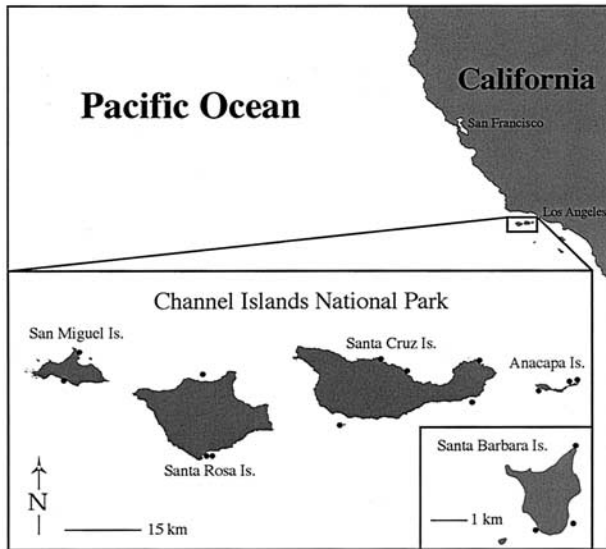 California
Pacific Ocean
San Francisco
Los Angeles
Channel Islands National Park
San Miguel Is.
Santa Cruz Is.
Anacapa Is.
Santa Barbara Is.
Santa Rosa Is.
N
15 km
1 km